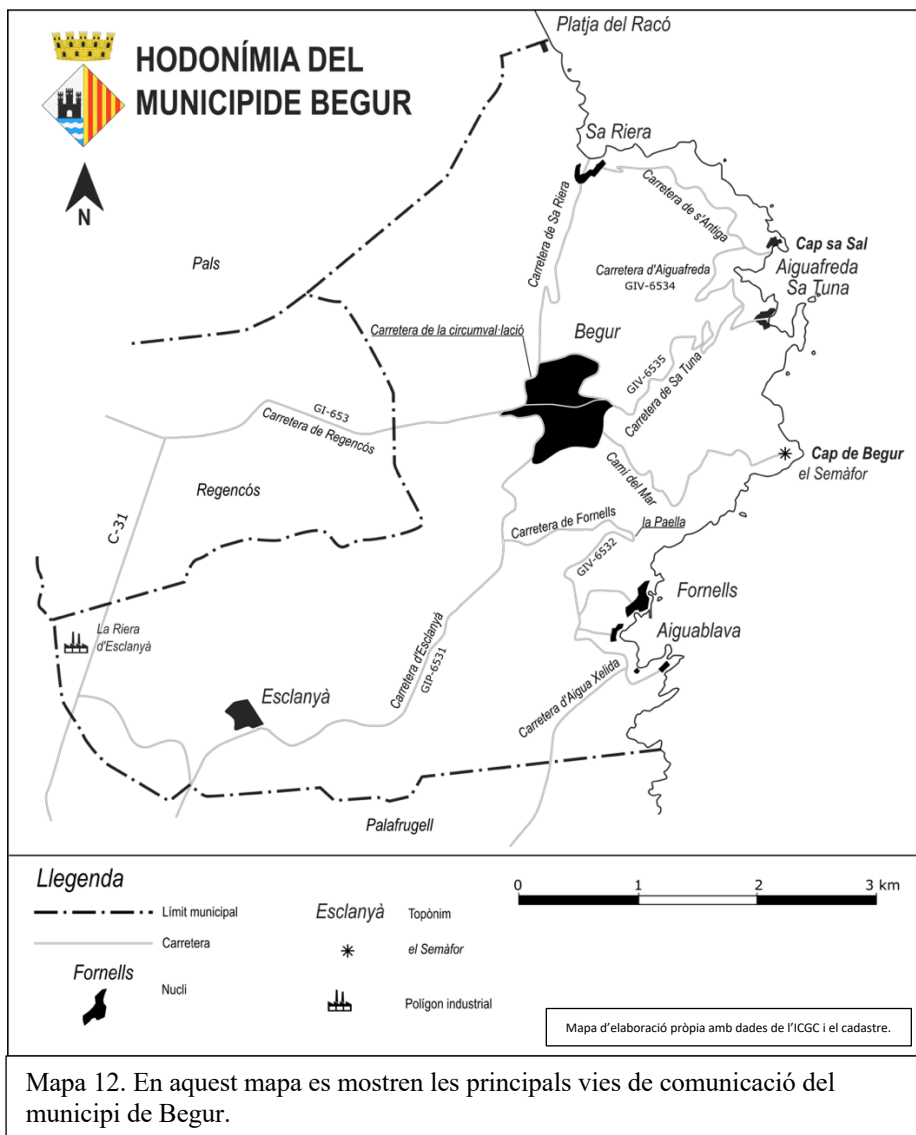 HODONÍMIA DEL
MUNICIPIDE BEGUR
N
Platja del Racó
Sa Riera
Carretera de Sa Riera
Carretera de s'Antiga
Cap sa Sal
Aiguafreda
Sa Tuna
Pals
Carretera d'Aiguafreda
GIV-6534
Carretera de la circumval·lació
Begur
GIV-6535
Carretera de Sa Tuna
GI-653
Carretera de Regencós
Cap de Begur
el Semàfor
Camí del Mar
Regencós
C-31
Carretera de Fornells
la Paella
GIV-6532
Fornells
Aiguablava
La Riera
d'Esclanyà
Carretera d'Esclanyà
GIP-6531
Carretera d'Aigua Xelida
Esclanyà
Palafrugell
Llegenda
Límit municipal
Carretera
Fornells
Nucli
Esclanyà
Topònim
el Semàfor
Polígon industrial
0 1 2 3 km
Mapa d'elaboració pròpia amb dades de l'ICGC i el cadastre.
Mapa 12. En aquest mapa es mostren les principals vies de comunicació del
municipi de Begur.